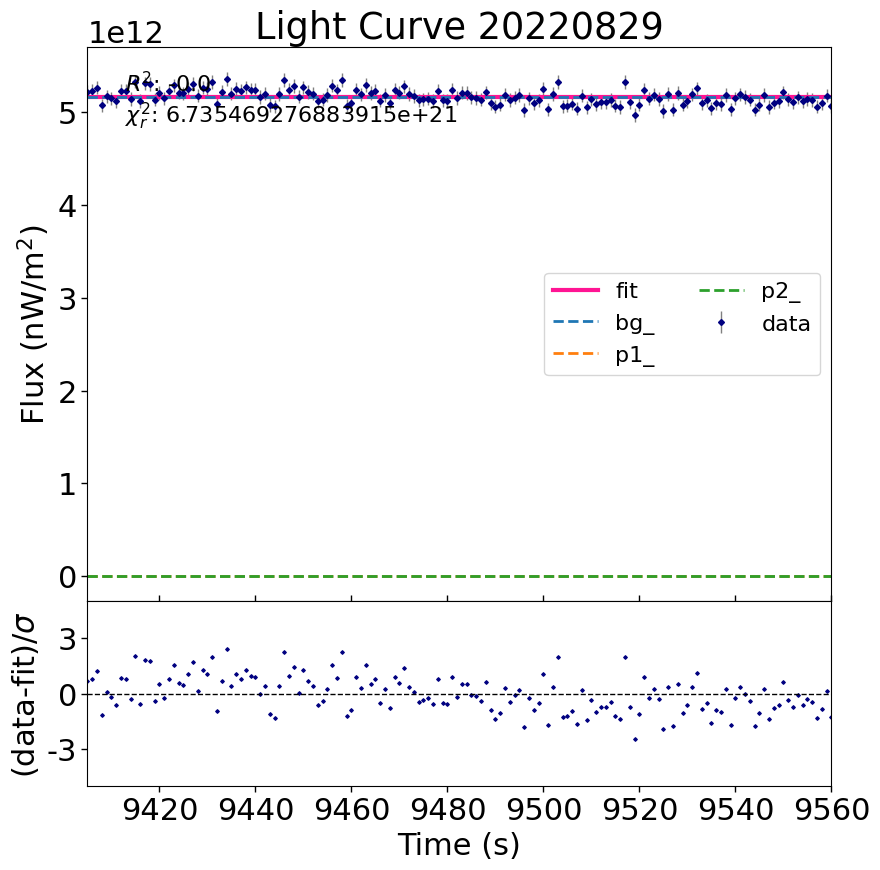 Light Curve 20220829
1e12
R²: -0.0
χ²ᵣ: 6.735469276883915e+21
5
4
3
2
1
0
Flux (nW/m²)
fit
bg_
p1_
p2_
data
3
0
-3
(data-fit)/σ
9420 9440 9460 9480 9500 9520 9540 9560
Time (s)